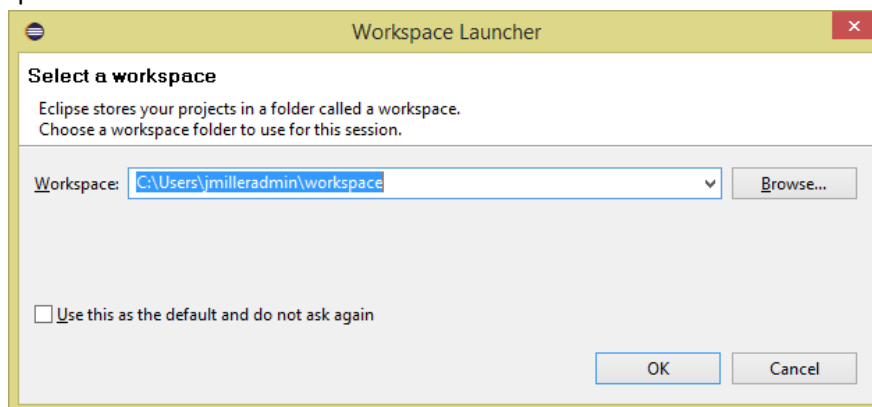 Workspace Launcher
Select a workspace
Eclipse stores your projects in a folder called a workspace.
Choose a workspace folder to use for this session.
Workspace: C:\Users\jmilleradmin\workspace Browse...
Use this as the default and do not ask again
OK Cancel